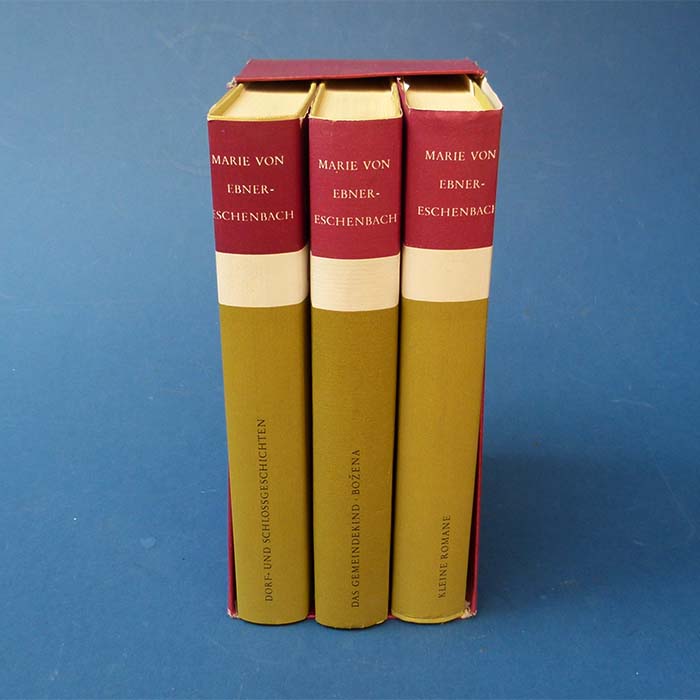 MARIE VON
EBNER-
ESCHENBACH
DORF- UND SCHLOSSGESCHICHTEN
MARIE VON
EBNER-
ESCHENBACH
DAS GEMEINDEKIND · BOŽENA
MARIE VON
EBNER-
ESCHENBACH
KLEINE ROMANE